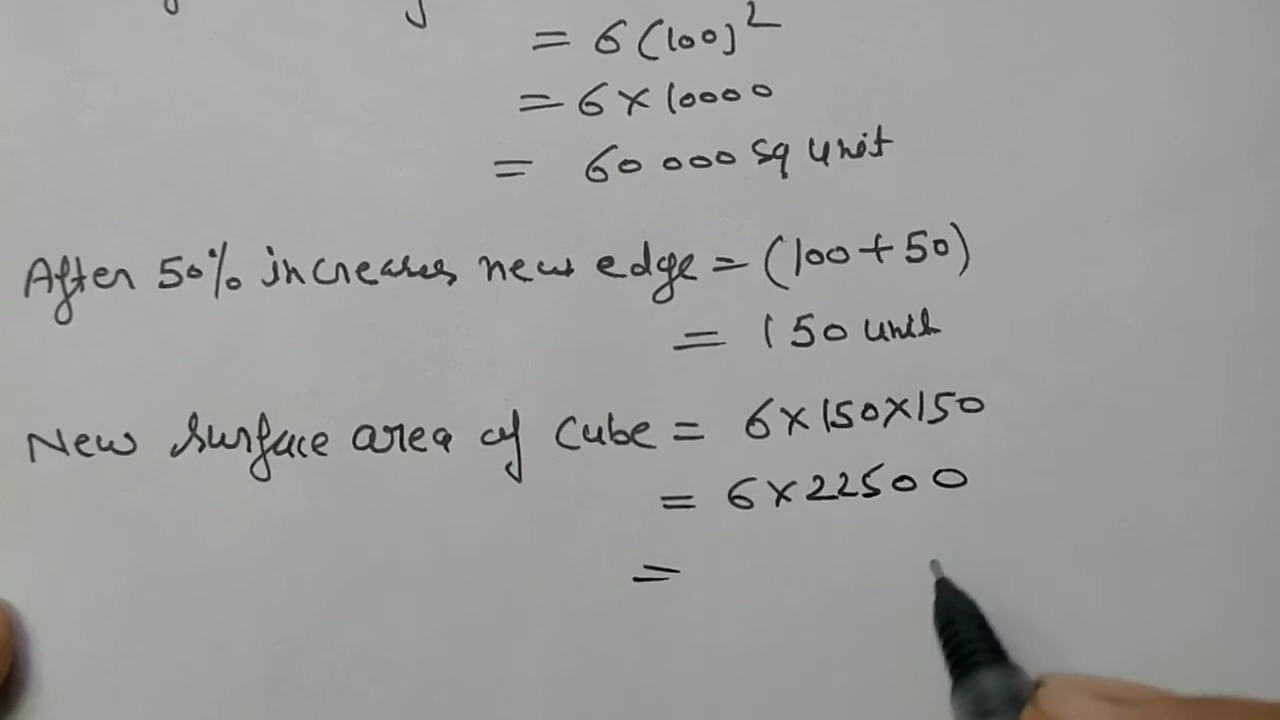 = 6(100)²
= 6×10000
= 60000 sq unit
After 50% increases new edge = (100+50)
= 150 unit
New surface area of cube = 6×150×150
= 6×22500
=